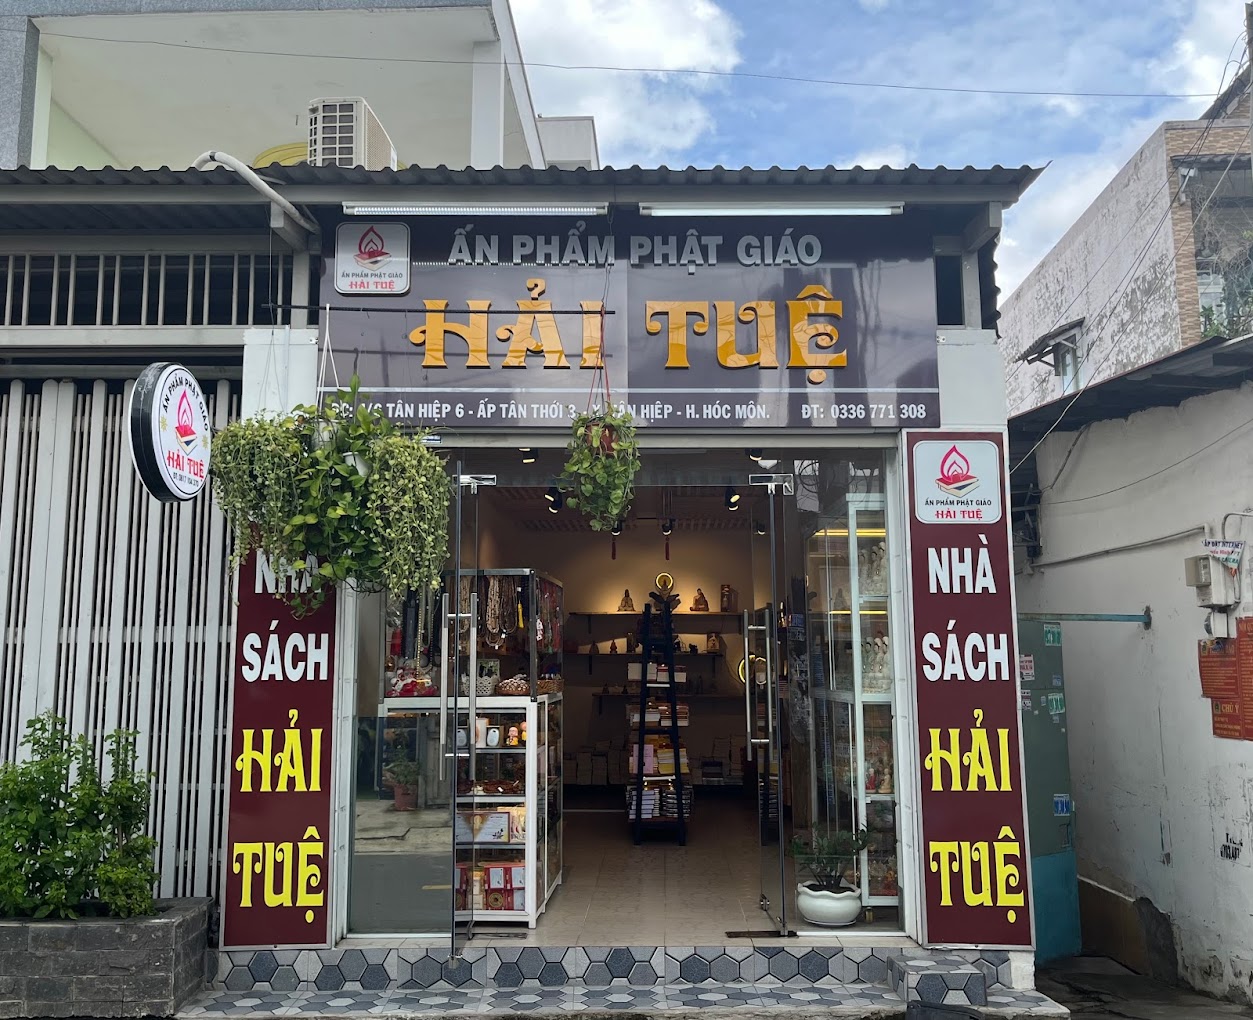 ẤN PHẨM PHẬT GIÁO
HẢI TUỆ
ẤN PHẨM PHẬT GIÁO
HẢI TUỆ
TÂN HIỆP 6 - ẤP TÂN THỚI 3 - TÂN HIỆP - H. HÓC MÔN. ĐT: 0336 771 308
ẤN PHẨM PHẬT GIÁO
HẢI TUỆ
NHÀ
SÁCH
HẢI
TUỆ
ẤN PHẨM PHẬT GIÁO
HẢI TUỆ
NHÀ
SÁCH
HẢI
TUỆ
CHÚ Ý